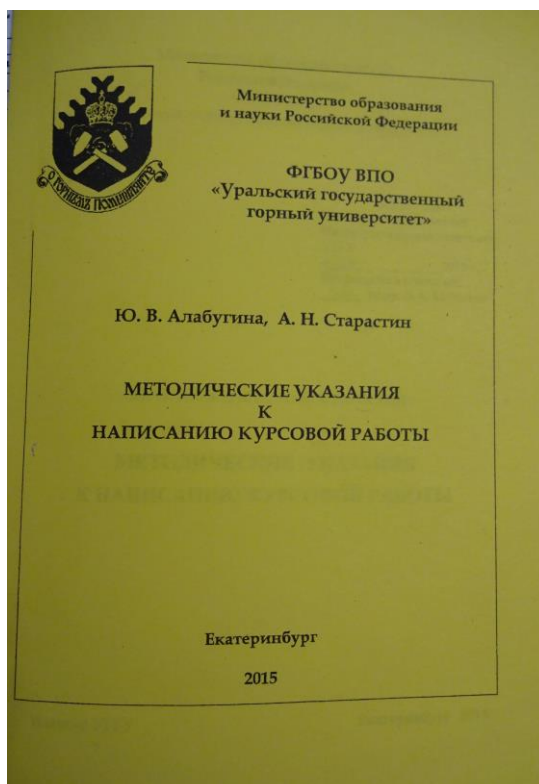 Министерство образования
и науки Российской Федерации
ФГБОУ ВПО
«Уральский государственный
горный университет»
Ю. В. Алабугина, А. Н. Старастин
МЕТОДИЧЕСКИЕ УКАЗАНИЯ
К
НАПИСАНИЮ КУРСОВОЙ РАБОТЫ
Екатеринбург
2015